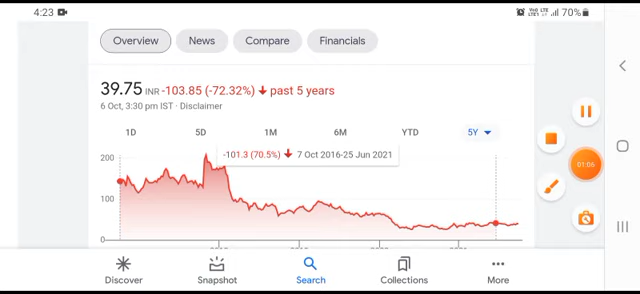 4:23 70%
Overview News Compare Financials
39.75 INR -103.85 (-72.32%) past 5 years
6 Oct, 3:30 pm IST · Disclaimer
1D 5D 1M 6M YTD 5Y
-101.3 (70.5%) 7 Oct 2016-25 Jun 2021
200
100
0
01:06
Discover Snapshot Search Collections More